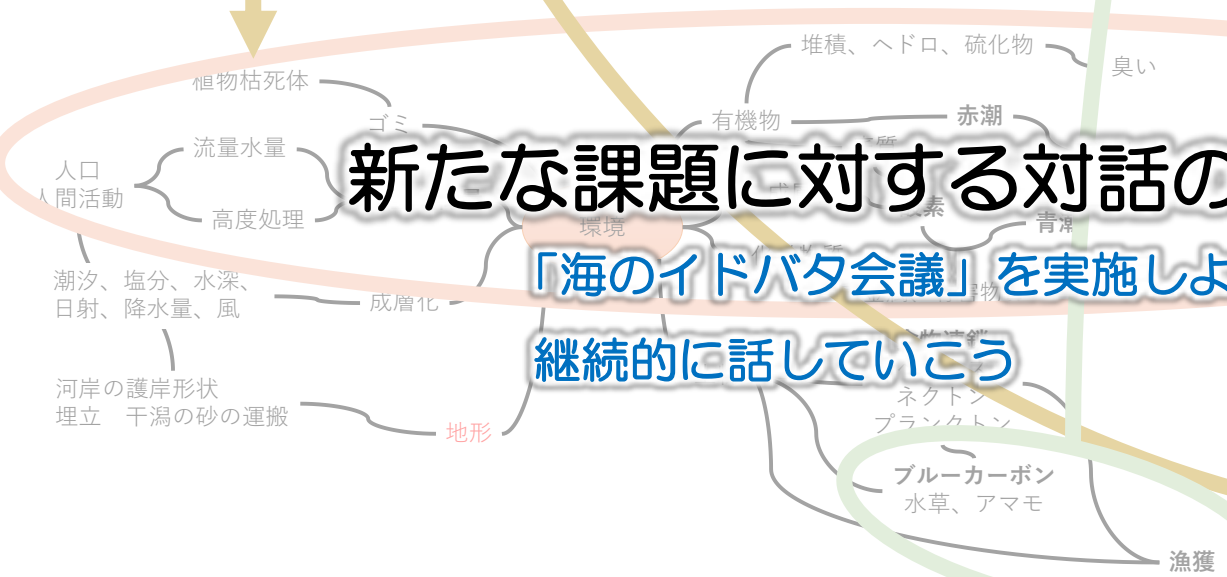 堆積、ヘドロ、硫化物
臭い
植物枯死体
ゴミ
有機物
赤潮
流量水量
人口
人間活動
高度処理
新たな課題に対する対話の
環境
青潮
「海のイドバタ会議」を実施しよ
潮汐、塩分、水深、
日射、降水量、風
成層化
継続的に話していこう
河岸の護岸形状
埋立　干潟の砂の運搬
地形
ネクトン
プランクトン
ブルーカーボン
水草、アマモ
漁獲